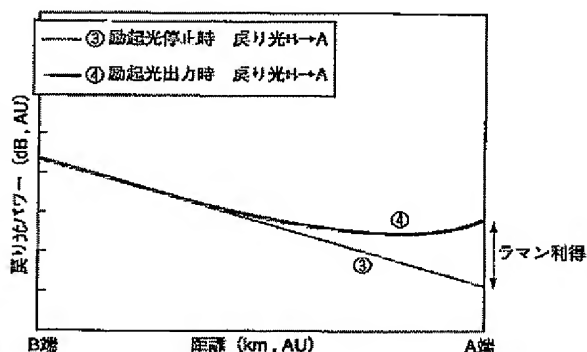 ③励起光停止時 戻り光B→A
④励起光出力時 戻り光B→A
戻り光パワー (dB, AU)
④
③
ラマン利得
B端
距離 (km, AU)
A端